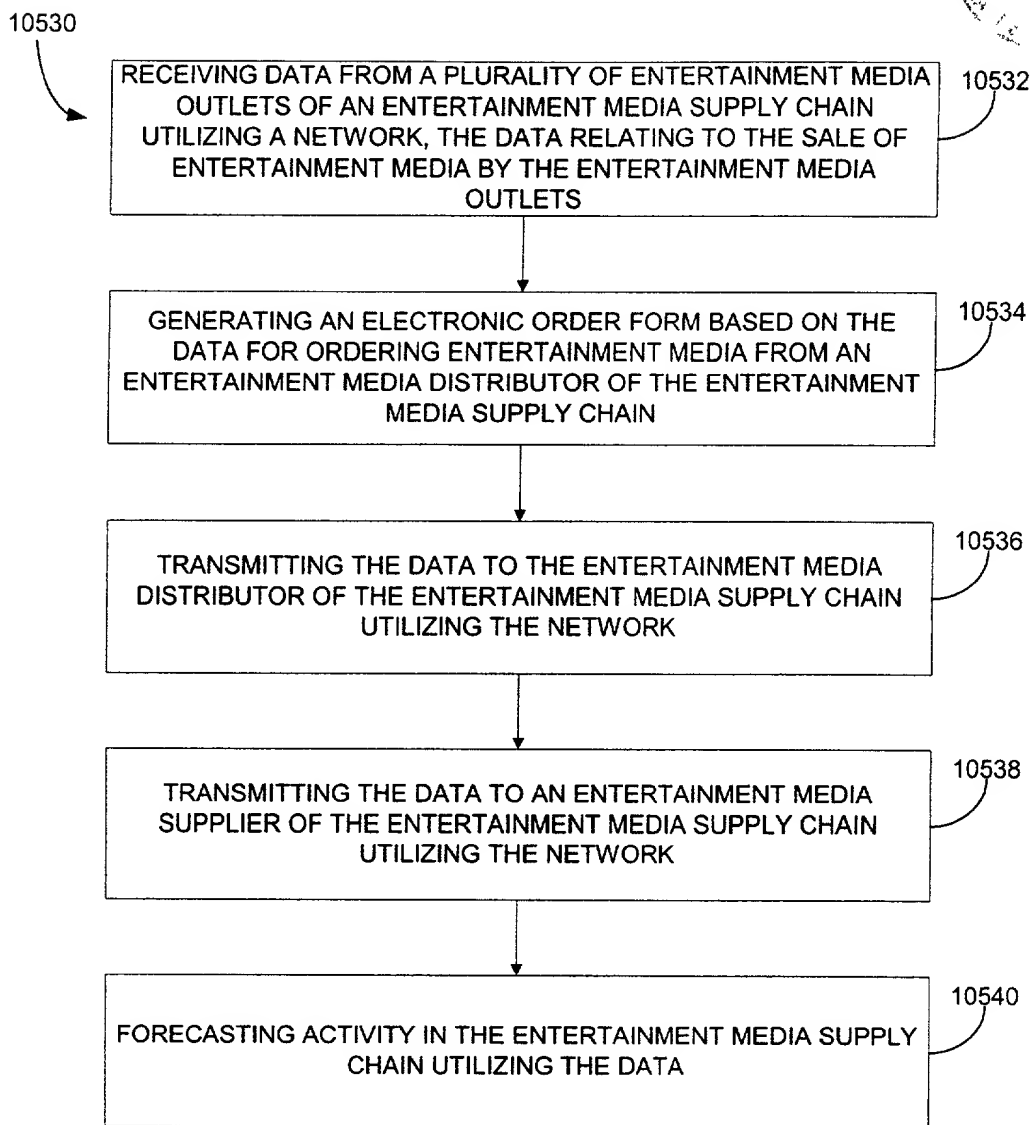 10530
RECEIVING DATA FROM A PLURALITY OF ENTERTAINMENT MEDIA
OUTLETS OF AN ENTERTAINMENT MEDIA SUPPLY CHAIN
UTILIZING A NETWORK, THE DATA RELATING TO THE SALE OF
ENTERTAINMENT MEDIA BY THE ENTERTAINMENT MEDIA
OUTLETS
10532
GENERATING AN ELECTRONIC ORDER FORM BASED ON THE
DATA FOR ORDERING ENTERTAINMENT MEDIA FROM AN
ENTERTAINMENT MEDIA DISTRIBUTOR OF THE ENTERTAINMENT
MEDIA SUPPLY CHAIN
10534
TRANSMITTING THE DATA TO THE ENTERTAINMENT MEDIA
DISTRIBUTOR OF THE ENTERTAINMENT MEDIA SUPPLY CHAIN
UTILIZING THE NETWORK
10536
TRANSMITTING THE DATA TO AN ENTERTAINMENT MEDIA
SUPPLIER OF THE ENTERTAINMENT MEDIA SUPPLY CHAIN
UTILIZING THE NETWORK
10538
FORECASTING ACTIVITY IN THE ENTERTAINMENT MEDIA SUPPLY
CHAIN UTILIZING THE DATA
10540